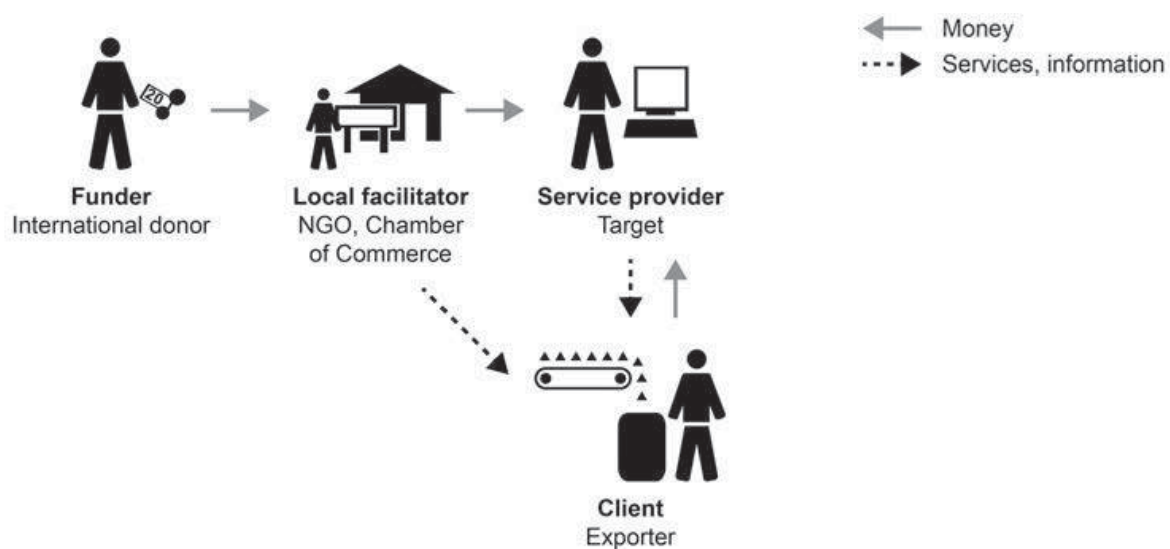 Money
Services, information
20
Funder
International donor
Local facilitator
NGO, Chamber
of Commerce
Service provider
Target
Client
Exporter